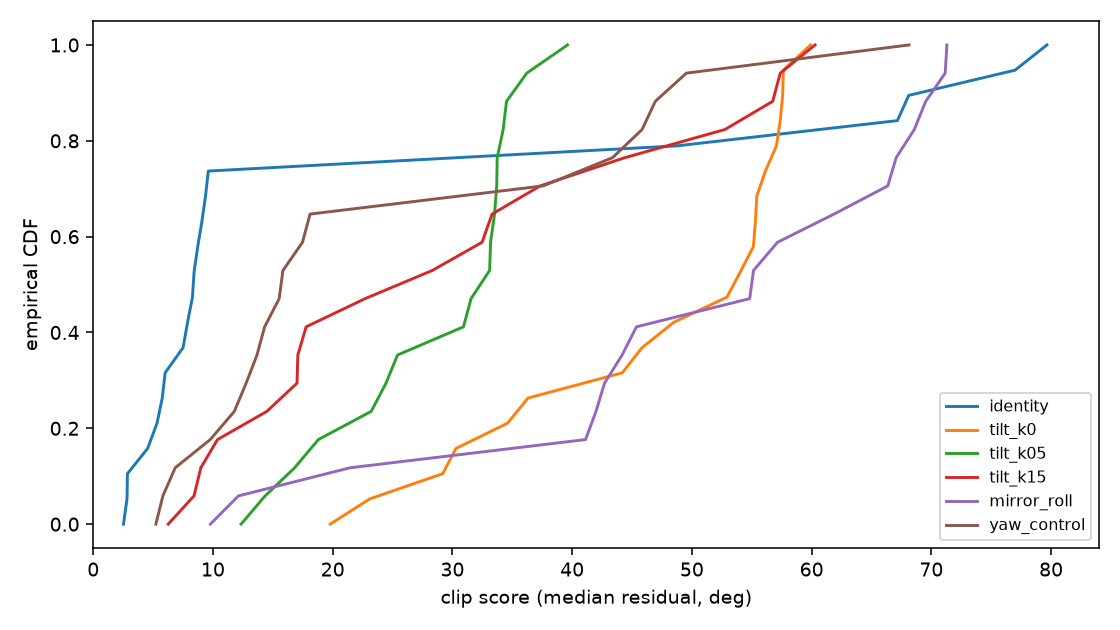 1.0
0.8
0.6
0.4
0.2
0.0
empirical CDF
0 10 20 30 40 50 60 70 80
clip score (median residual, deg)
identity
tilt_k0
tilt_k05
tilt_k15
mirror_roll
yaw_control